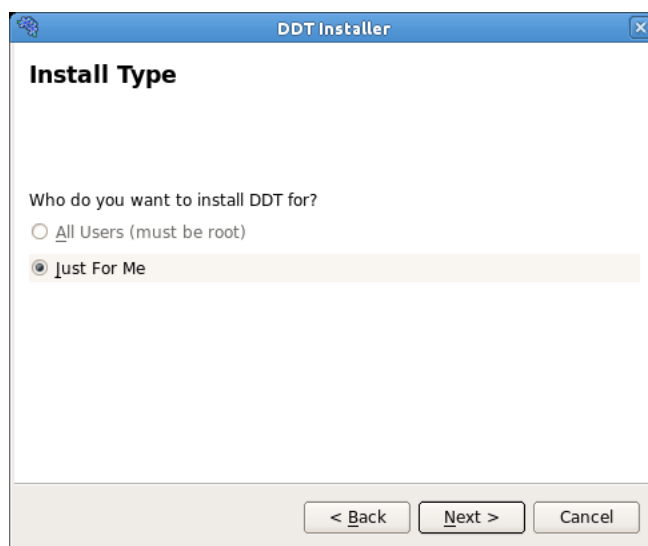 DDT Installer
Install Type
Who do you want to install DDT for?
All Users (must be root)
Just For Me
< Back Next > Cancel